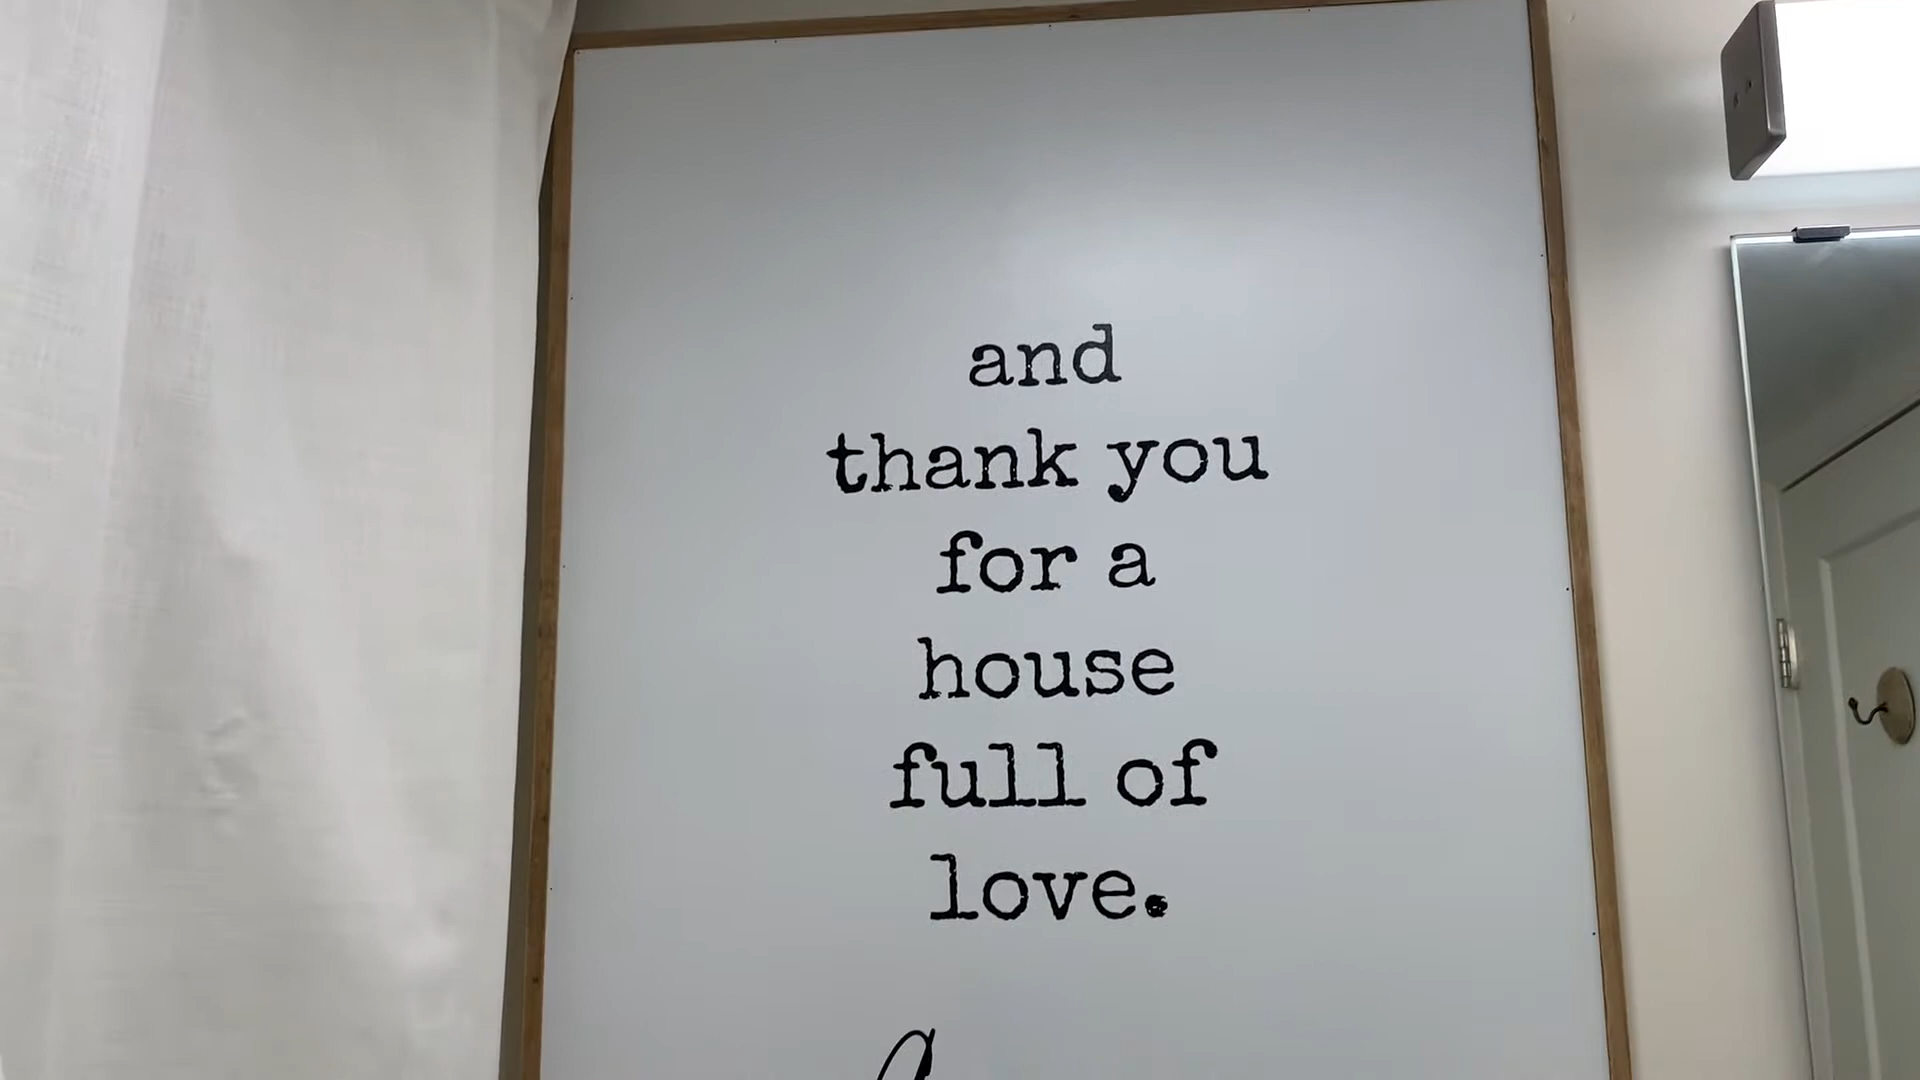 and
thank you
for a
house
full of
love.